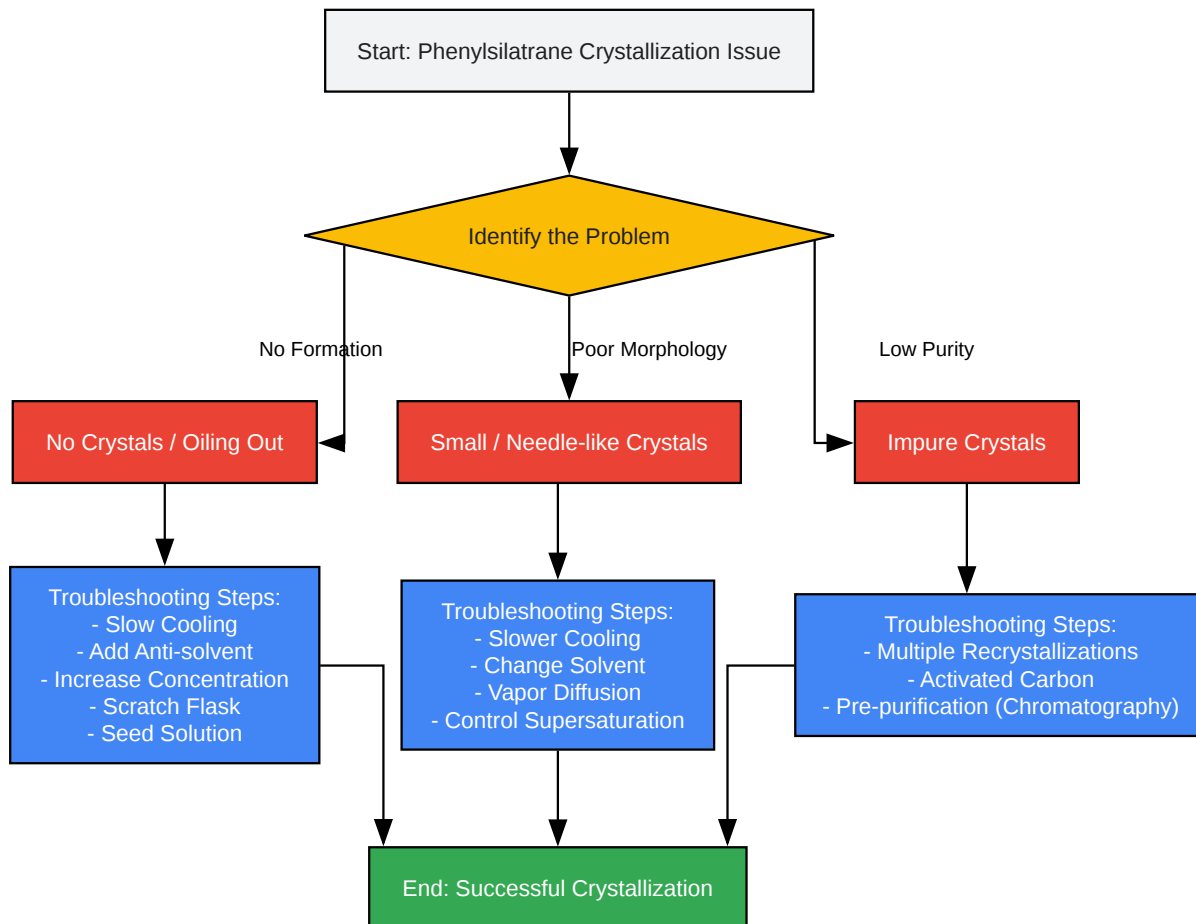 Start: Phenylsilatrane Crystallization Issue
Identify the Problem
No Formation
Poor Morphology
Low Purity
No Crystals / Oiling Out
Small / Needle-like Crystals
Impure Crystals
Troubleshooting Steps:
- Slow Cooling
- Add Anti-solvent
- Increase Concentration
- Scratch Flask
- Seed Solution
Troubleshooting Steps:
- Slower Cooling
- Change Solvent
- Vapor Diffusion
- Control Supersaturation
Troubleshooting Steps:
- Multiple Recrystallizations
- Activated Carbon
- Pre-purification (Chromatography)
End: Successful Crystallization